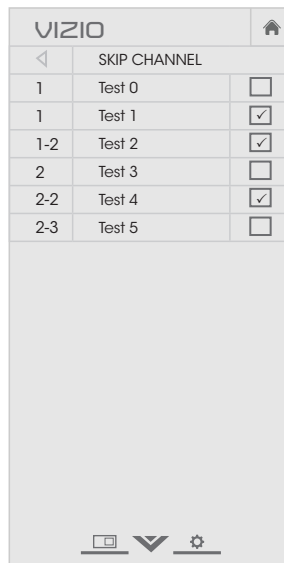 VIZIO
SKIP CHANNEL
1 Test 0
1 Test 1
1-2 Test 2
2 Test 3
2-2 Test 4
2-3 Test 5